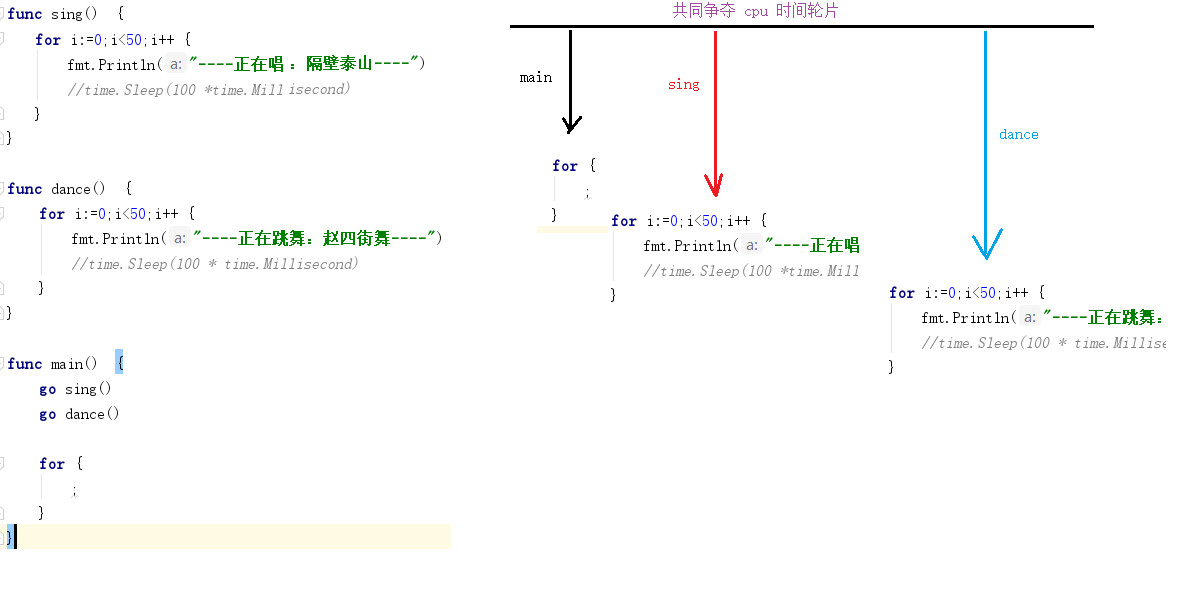 func sing() {
for i:=0;i<50;i++ {
fmt.Println( a: "----正在唱 : 隔壁泰山----")
//time.Sleep(100 *time.Millisecond)
}
}
func dance() {
for i:=0;i<50;i++ {
fmt.Println( a: "----正在跳舞: 赵四街舞----")
//time.Sleep(100 * time.Millisecond)
}
}
func main() {
go sing()
go dance()
for {
;
}
}
共同争夺 cpu 时间轮片
main
sing
dance
for {
;
}
for i:=0;i<50;i++ {
fmt.Println( a: "----正在唱
//time.Sleep(100 *time.Mill
}
for i:=0;i<50;i++ {
fmt.Println( a: "----正在跳舞:
//time.Sleep(100 * time.Millise
}